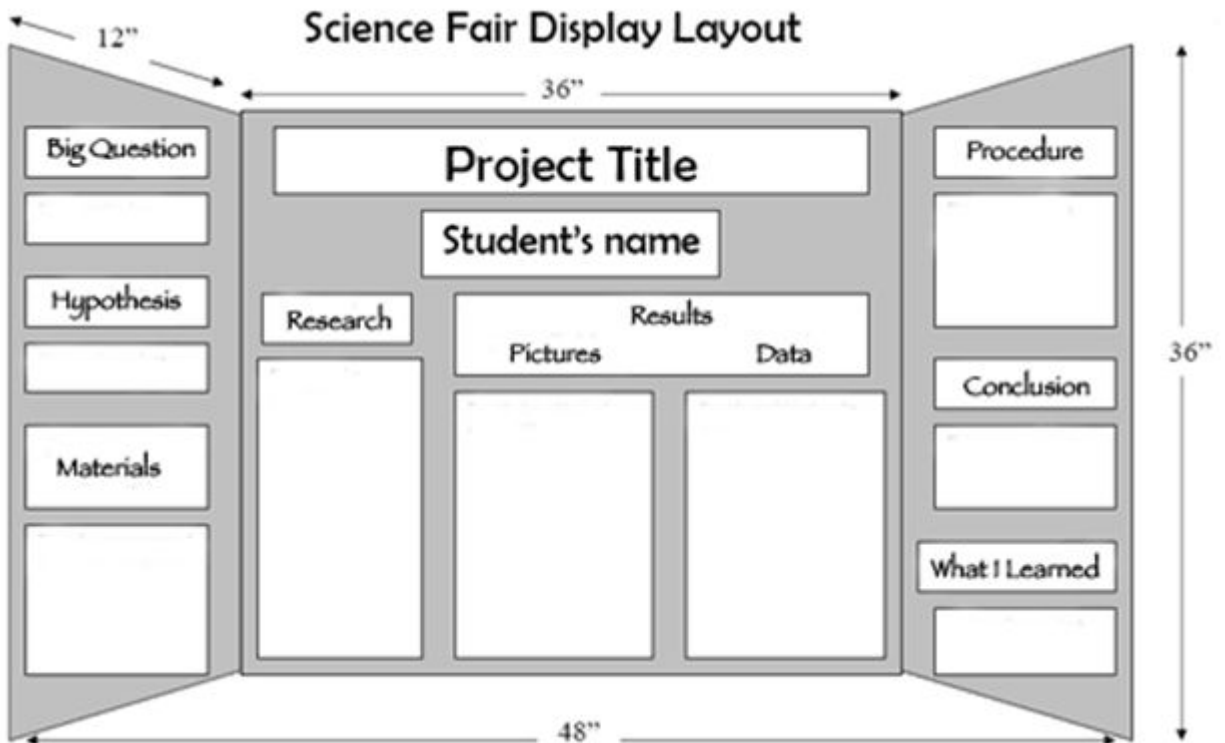 Science Fair Display Layout
12”
36”
Big Question
Hypothesis
Materials
Project Title
Student’s name
Research
Results
Pictures Data
Procedure
Conclusion
What I Learned
36”
48”